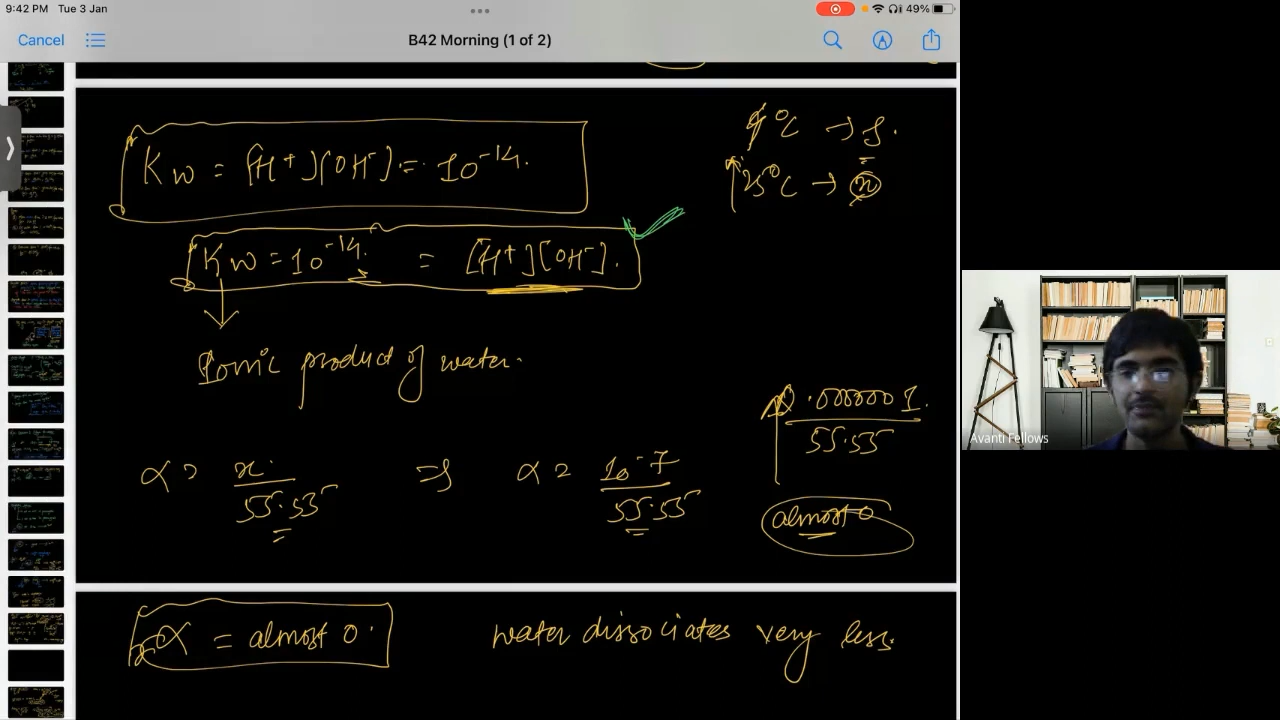 9:42 PM Tue 3 Jan
49%
Cancel
B42 Morning (1 of 2)
Kw = [H⁺][OH⁻] = 10⁻¹⁴.
°C →
25°C → x
Kw = 10⁻¹⁴. = [H⁺][OH⁻].
Ionic product of water.
0.0000001.
55.55
α = x / 55.55 ⇒ α = 10⁻⁷ / 55.55
almost 0
Avanti Fellows
α = almost 0.
water dissociates very less.